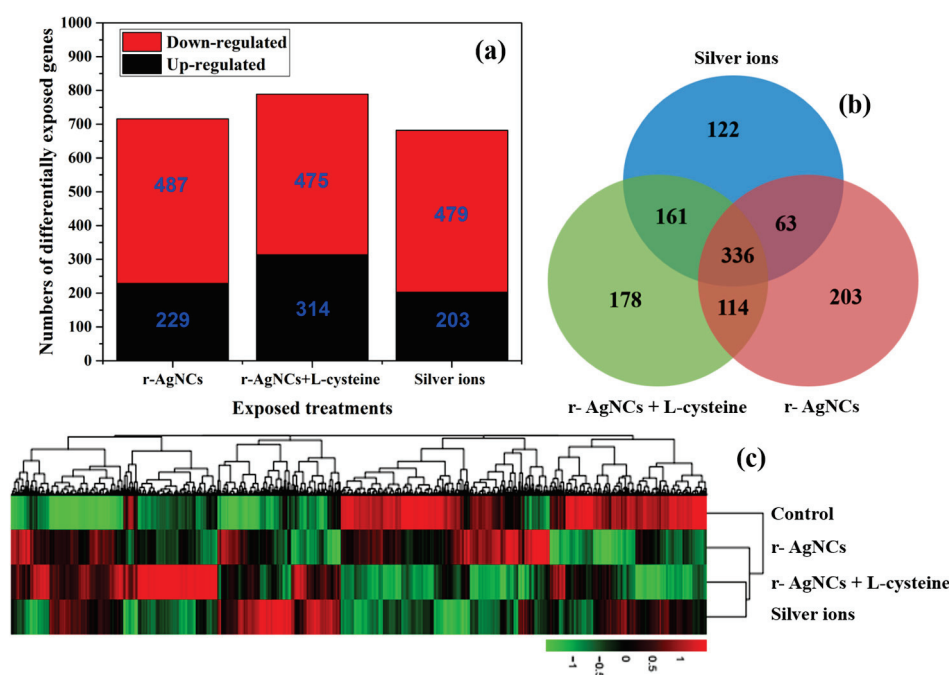 1000
900
800
700
600
500
400
300
200
100
0
Numbers of differentially exposed genes
Down-regulated
Up-regulated
(a)
487
475
479
229
314
203
r-AgNCs
r-AgNCs+L-cysteine
Silver ions
Exposed treatments
Silver ions
(b)
122
161
63
336
178
114
203
r- AgNCs + L-cysteine
r- AgNCs
(c)
Control
r- AgNCs
r- AgNCs + L-cysteine
Silver ions
-1
-0.5
0
0.5
1